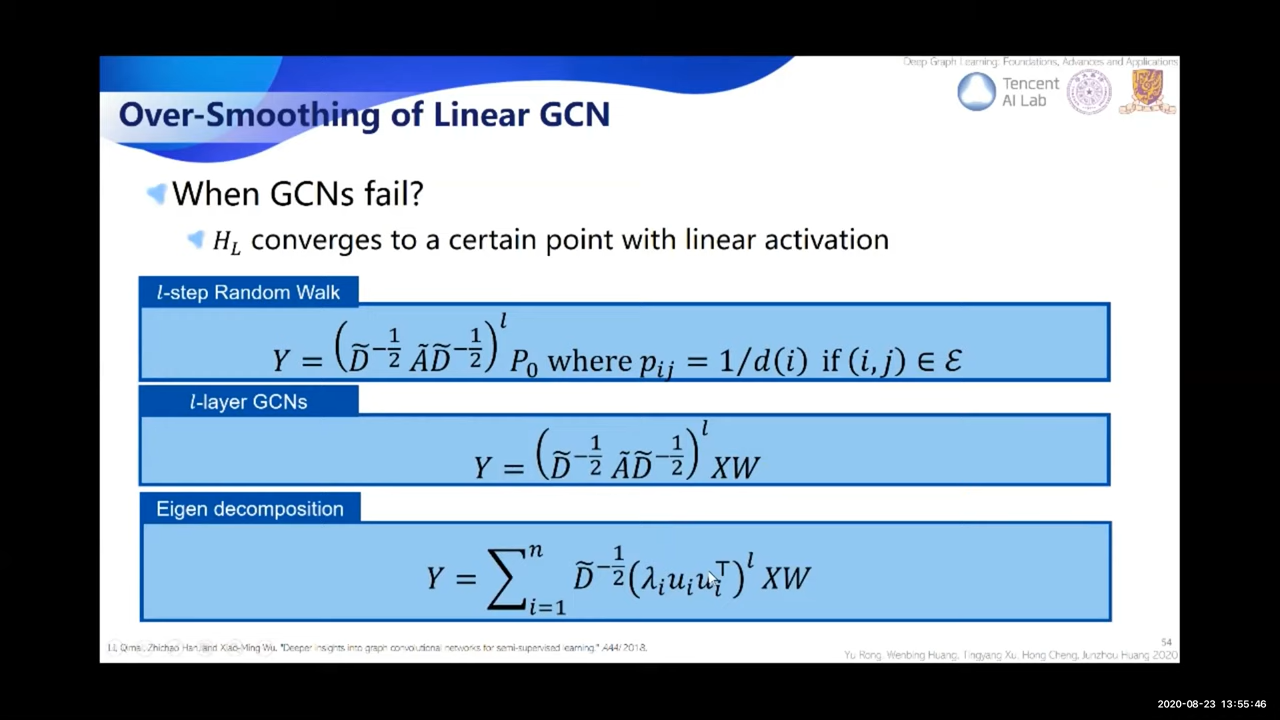 Deep Graph Learning: Foundations, Advances and Applications
Tencent
AI Lab
Over-Smoothing of Linear GCN
When GCNs fail?
H_L converges to a certain point with linear activation
l-step Random Walk
Y = (D̃^{-1/2} ÃD̃^{-1/2})^l P_0 where p_{ij} = 1/d(i) if (i, j) ∈ ℰ
l-layer GCNs
Y = (D̃^{-1/2} ÃD̃^{-1/2})^l XW
Eigen decomposition
Y = ∑_{i=1}^n D̃^{-1/2}(λ_i u_i u_i^⊤)^l XW
Li, Qimai, Zhichao Han, and Xiao-Ming Wu. "Deeper insights into graph convolutional networks for semi-supervised learning." AAAI 2018.
54
Yu Rong, Wenbing Huang, Tingyang Xu, Hong Cheng, Junzhou Huang 2020
2020-08-23 13:55:46